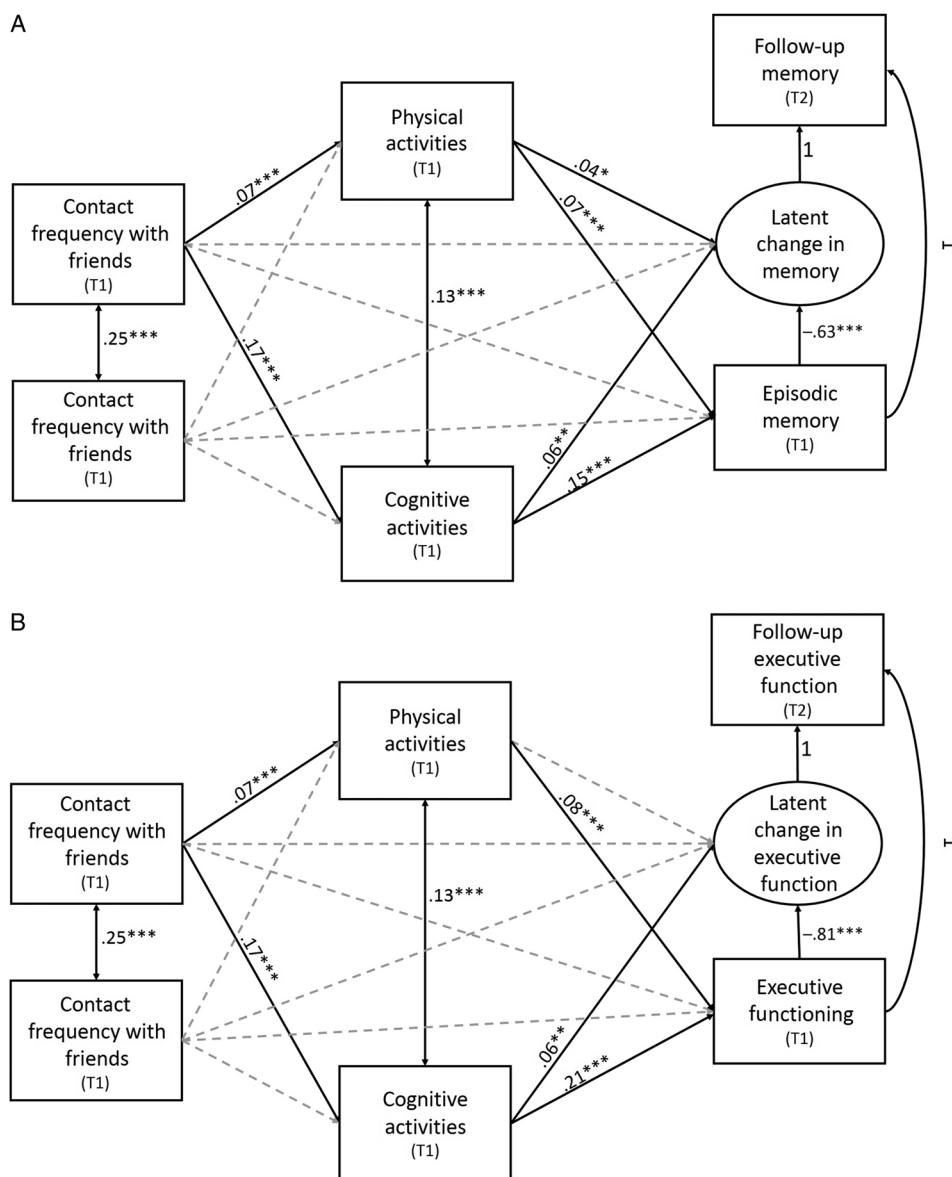 A
Follow-up
memory
(T2)
Physical
activities
(T1)
.04*
1
.07***
.07***
Contact
frequency with
friends
(T1)
Latent
change in
memory
.13***
.25***
.17***
–.63***
Contact
frequency with
friends
(T1)
Episodic
memory
(T1)
.06**
.15***
Cognitive
activities
(T1)
B
Follow-up
executive
function
(T2)
Physical
activities
(T1)
1
.07***
.08***
Contact
frequency with
friends
(T1)
Latent
change in
executive
function
.13***
.25***
.17***
–.81***
Contact
frequency with
friends
(T1)
Executive
functioning
(T1)
.06**
.21***
Cognitive
activities
(T1)